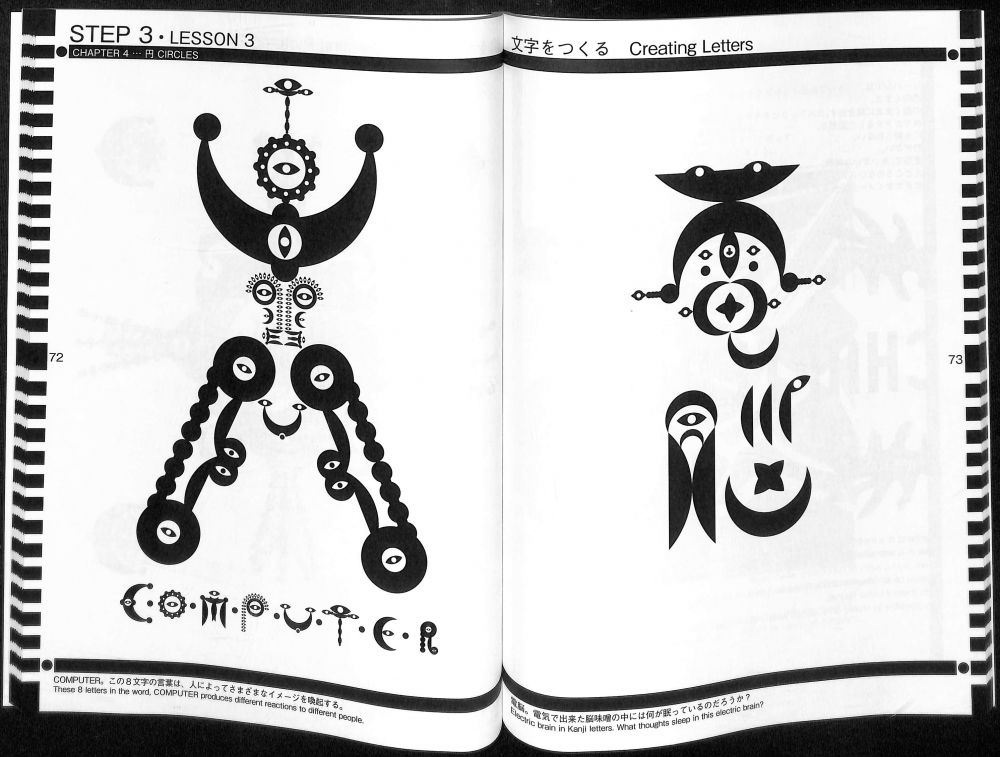 STEP 3・LESSON 3
CHAPTER 4 … 円 CIRCLES
文字をつくる Creating Letters
72
73
C・O・M・P・U・T・E・R
COMPUTER。この8文字の言葉は、人によってさまざまなイメージを喚起する。
These 8 letters in the word, COMPUTER produces different reactions to different people.
電脳
電脳。電気で出来た脳味噌の中には何が眠っているのだろうか?
Electric brain in Kanji letters. What thoughts sleep in this electric brain?